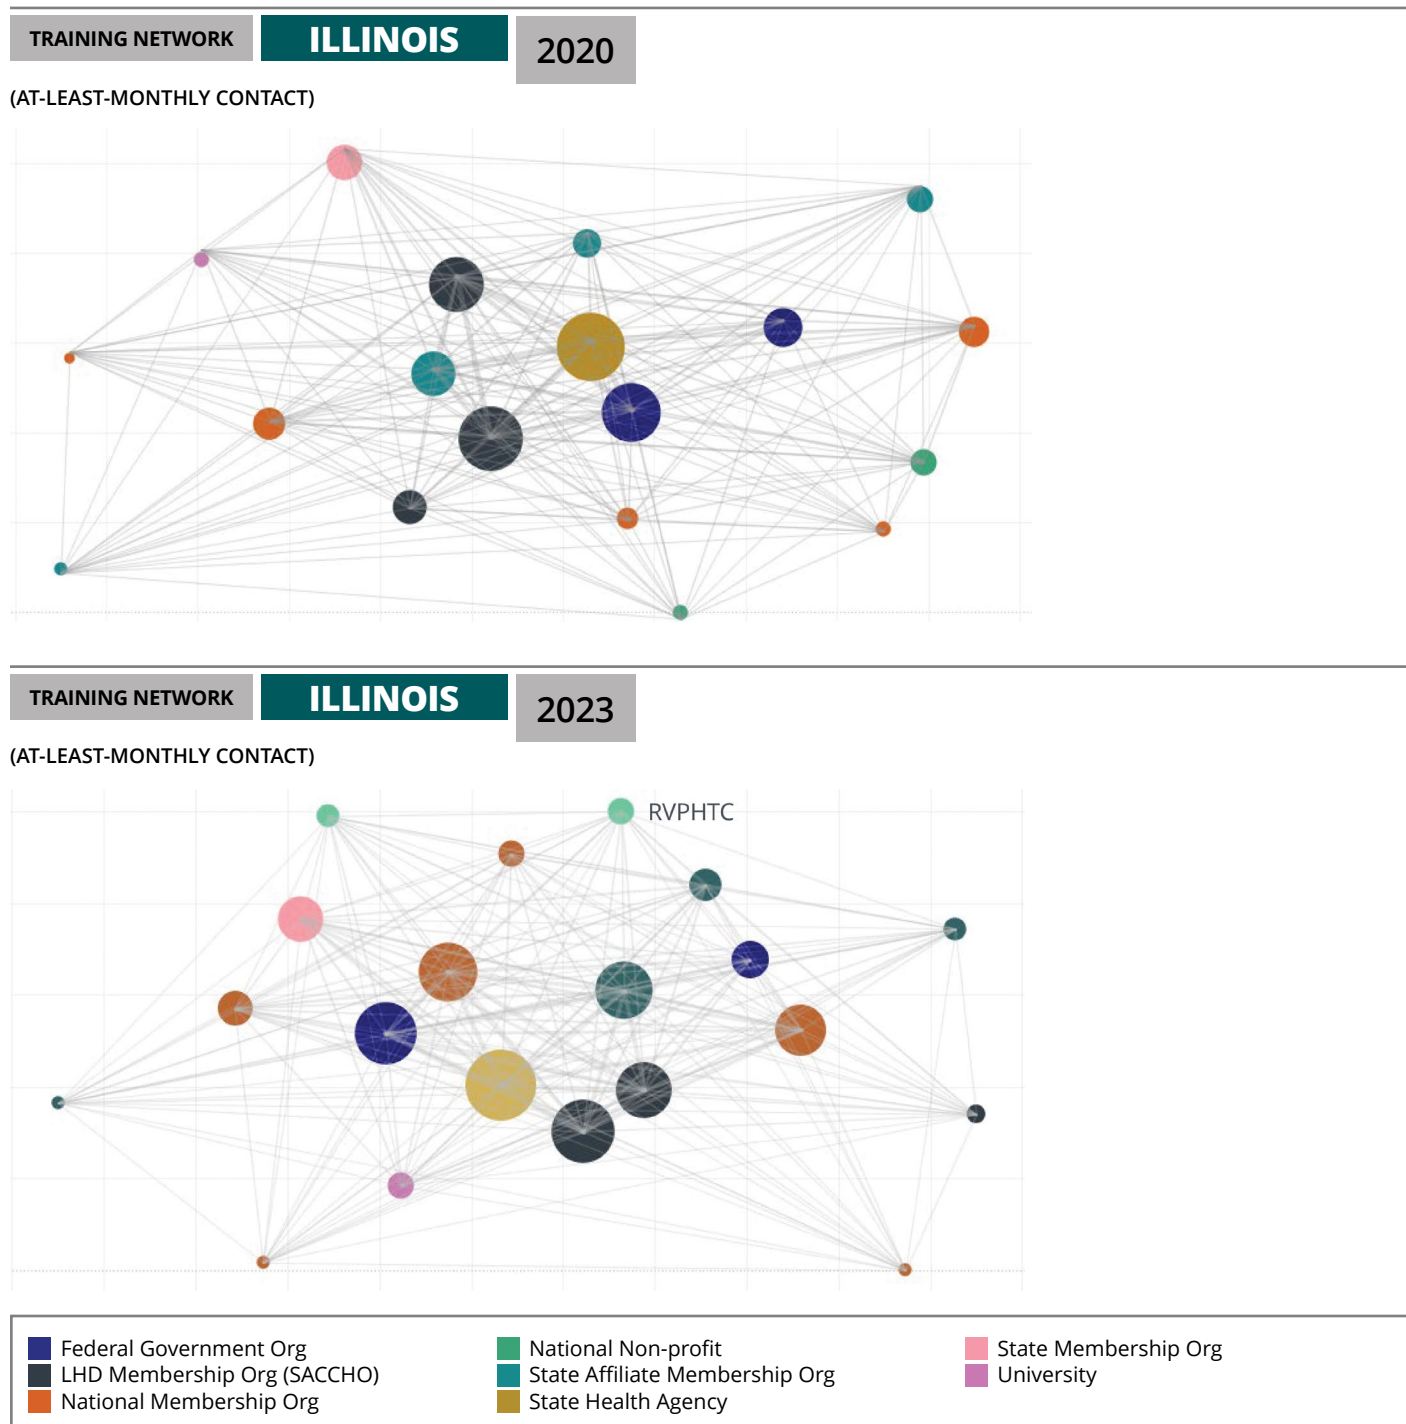 TRAINING NETWORK ILLINOIS 2020
(AT-LEAST-MONTHLY CONTACT)
TRAINING NETWORK ILLINOIS 2023
(AT-LEAST-MONTHLY CONTACT)
RVPHTC
Federal Government Org
LHD Membership Org (SACCHO)
National Membership Org
National Non-profit
State Affiliate Membership Org
State Health Agency
State Membership Org
University